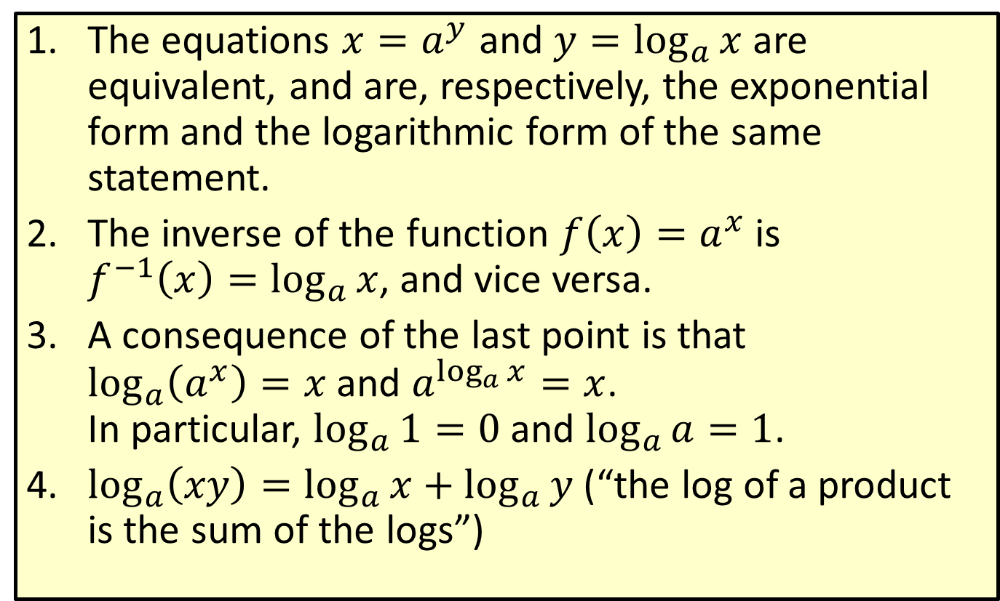 1. The equations x = a^y and y = log_a x are
equivalent, and are, respectively, the exponential
form and the logarithmic form of the same
statement.
2. The inverse of the function f(x) = a^x is
f^{-1}(x) = log_a x, and vice versa.
3. A consequence of the last point is that
log_a(a^x) = x and a^{log_a x} = x.
In particular, log_a 1 = 0 and log_a a = 1.
4. log_a(xy) = log_a x + log_a y (“the log of a product
is the sum of the logs”)